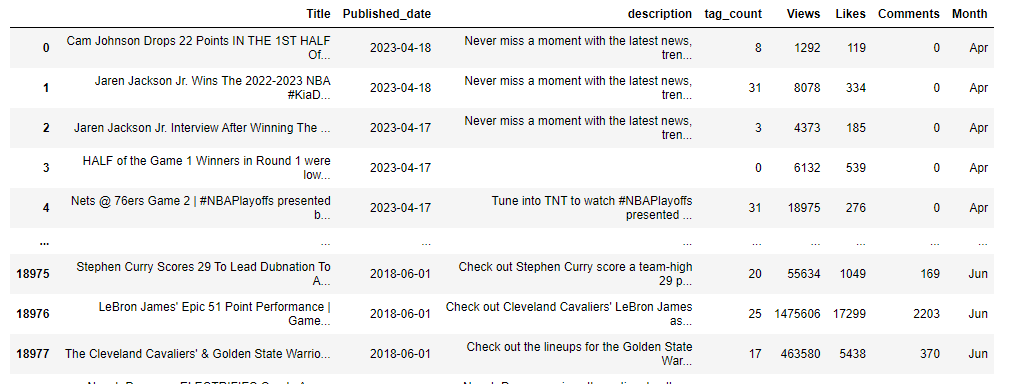 Title Published_date description tag_count Views Likes Comments Month
0 Cam Johnson Drops 22 Points IN THE 1ST HALF Of... 2023-04-18 Never miss a moment with the latest news, tren... 8 1292 119 0 Apr
1 Jaren Jackson Jr. Wins The 2022-2023 NBA #KiaD... 2023-04-18 Never miss a moment with the latest news, tren... 31 8078 334 0 Apr
2 Jaren Jackson Jr. Interview After Winning The ... 2023-04-17 Never miss a moment with the latest news, tren... 3 4373 185 0 Apr
3 HALF of the Game 1 Winners in Round 1 were low... 2023-04-17 0 6132 539 0 Apr
4 Nets @ 76ers Game 2 | #NBAPlayoffs presented b... 2023-04-17 Tune into TNT to watch #NBAPlayoffs presented ... 31 18975 276 0 Apr
... ... ... ... ... ... ... ... ...
18975 Stephen Curry Scores 29 To Lead Dubnation To A... 2018-06-01 Check out Stephen Curry score a team-high 29 p... 20 55634 1049 169 Jun
18976 LeBron James' Epic 51 Point Performance | Game... 2018-06-01 Check out Cleveland Cavaliers' LeBron James as... 25 1475606 17299 2203 Jun
18977 The Cleveland Cavaliers' & Golden State Warrio... 2018-06-01 Check out the lineups for the Golden State War... 17 463580 5438 370 Jun